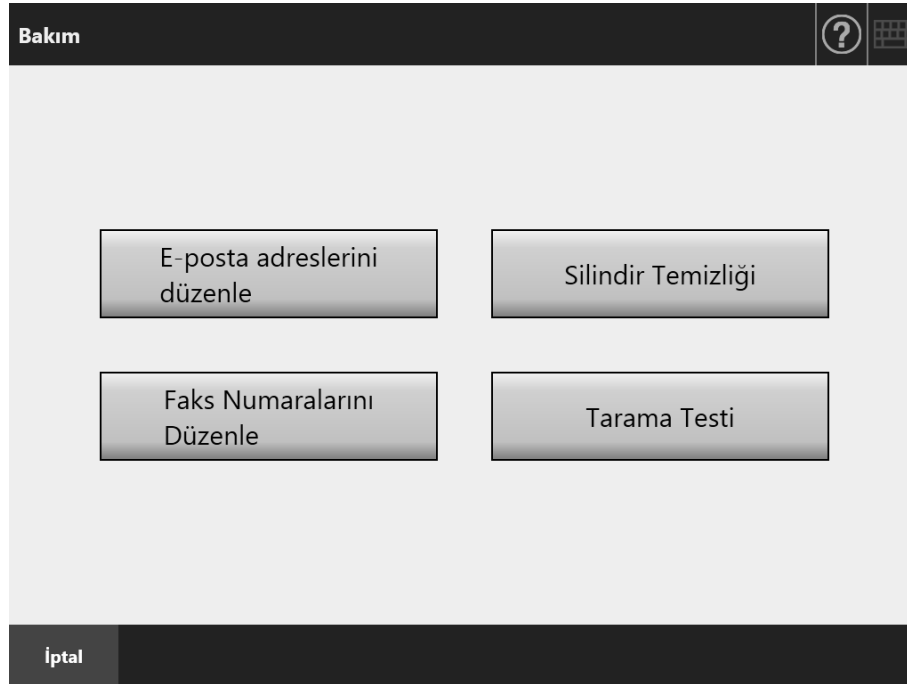 Bakım
?
E-posta adreslerini
düzenle
Silindir Temizliği
Faks Numaralarını
Düzenle
Tarama Testi
İptal